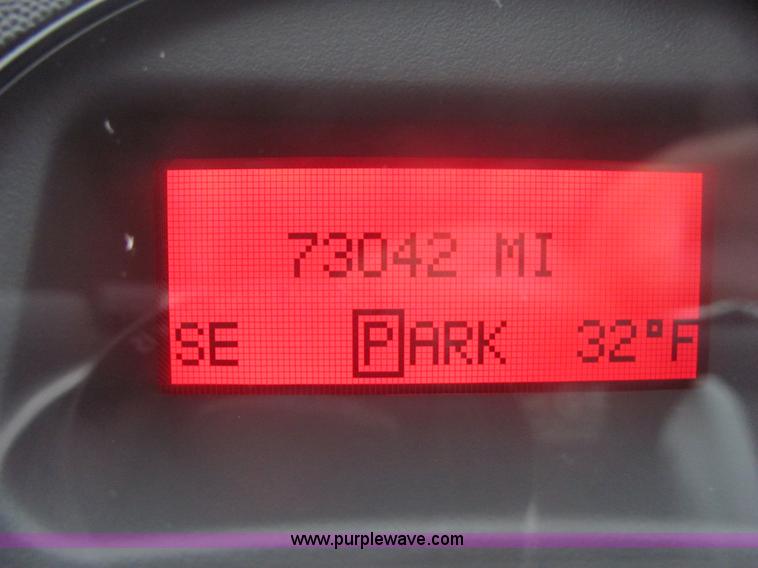 73042 MI
SE PARK 32°F
www.purplewave.com